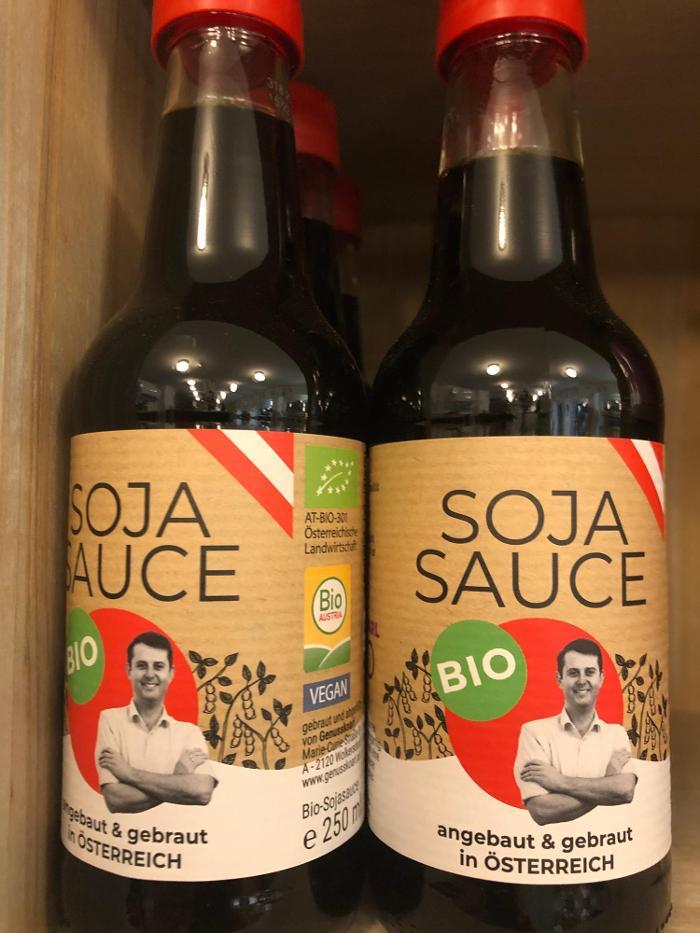 SOJA
SAUCE
BIO
angebaut & gebraut
in ÖSTERREICH
AT-BIO-301
Österreichische
Landwirtschaft
Bio
AUSTRIA
VEGAN
gebraut und
von
A - 2120
Bio-Sojasauce
e 250
SOJA
SAUCE
BIO
angebaut & gebraut
in ÖSTERREICH